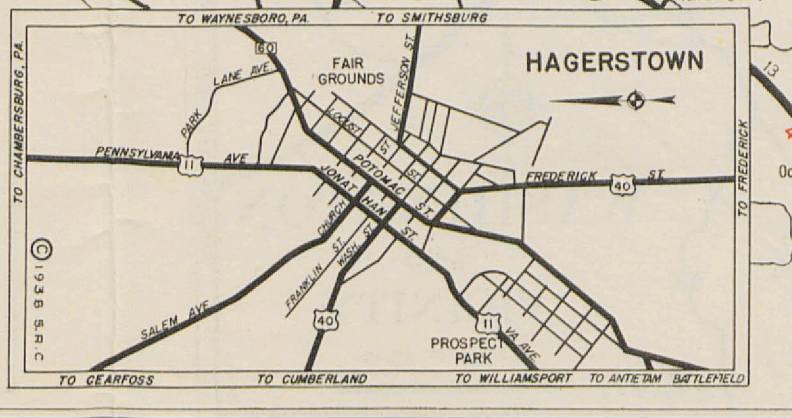 TO WAYNESBORO, PA.
TO SMITHSBURG
TO CHAMBERSBURG, PA.
60
LANE AVE.
PARK
FAIR
GROUNDS
JEFFERSON ST.
HAGERSTOWN
13
LOCUST
ST.
PENNSYLVANIA AVE
11
POTOMAC
ST.
ST.
JONATHAN
ST.
FREDERICK ST.
40
TO FREDERICK
CHURCH
ST.
WASH. ST.
FRANKLIN
SALEM AVE.
40
11
VA. AVE.
PROSPECT
PARK
© 1938 S.R.C
TO GEARFOSS
TO CUMBERLAND
TO WILLIAMSPORT
TO ANTIETAM BATTLEFIELD